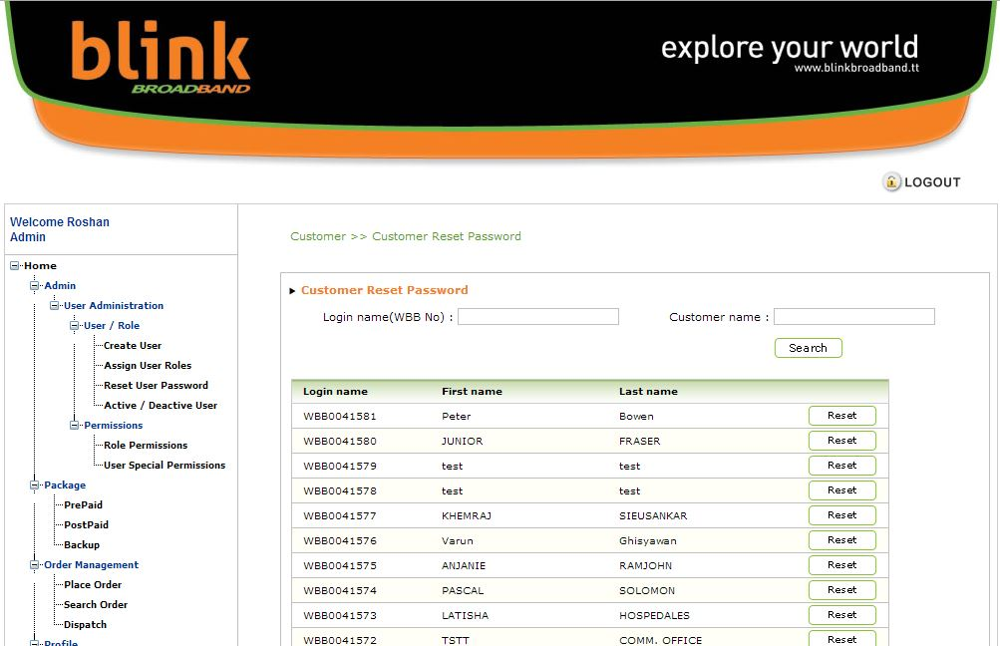 blink
BROADBAND
explore your world
www.blinkbroadband.tt
LOGOUT
Welcome Roshan
Admin
Home
Admin
User Administration
User / Role
Create User
Assign User Roles
Reset User Password
Active / Deactive User
Permissions
Role Permissions
User Special Permissions
Package
PrePaid
PostPaid
Backup
Order Management
Place Order
Search Order
Dispatch
Profile
Customer >> Customer Reset Password
Customer Reset Password
Login name(WBB No) : Customer name :
Search
Login name First name Last name
WBB0041581 Peter Bowen Reset
WBB0041580 JUNIOR FRASER Reset
WBB0041579 test test Reset
WBB0041578 test test Reset
WBB0041577 KHEMRAJ SIEUSANKAR Reset
WBB0041576 Varun Ghisyawan Reset
WBB0041575 ANJANIE RAMJOHN Reset
WBB0041574 PASCAL SOLOMON Reset
WBB0041573 LATISHA HOSPEDALES Reset
WBB0041572 TSTT COMM. OFFICE Reset